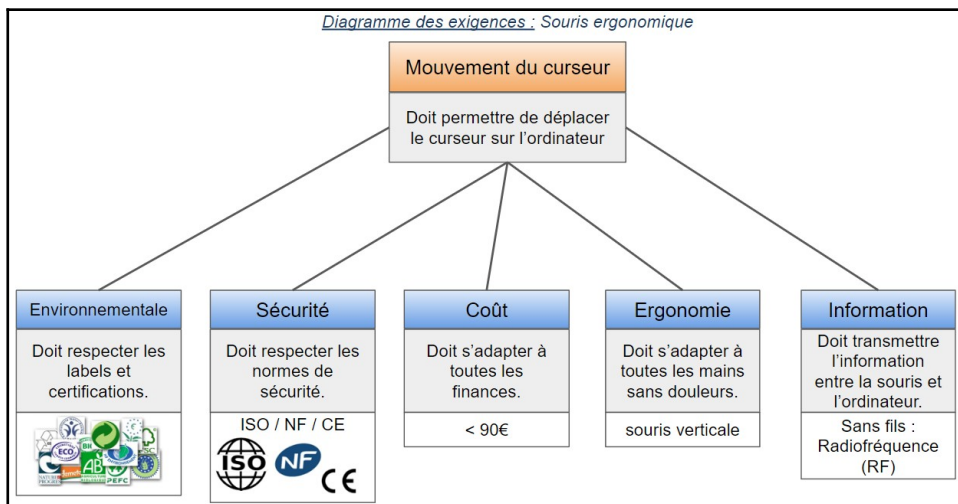 Diagramme des exigences : Souris ergonomique
Mouvement du curseur
Doit permettre de déplacer
le curseur sur l'ordinateur
Environnementale
Doit respecter les
labels et
certifications.
ECO
BIO
AB
PEFC
Sécurité
Doit respecter les
normes de
sécurité.
ISO / NF / CE
ISO
NF
CE
Coût
Doit s'adapter à
toutes les
finances.
< 90€
Ergonomie
Doit s'adapter à
toutes les mains
sans douleurs.
souris verticale
Information
Doit transmettre
l'information
entre la souris et
l'ordinateur.
Sans fils :
Radiofréquence
(RF)